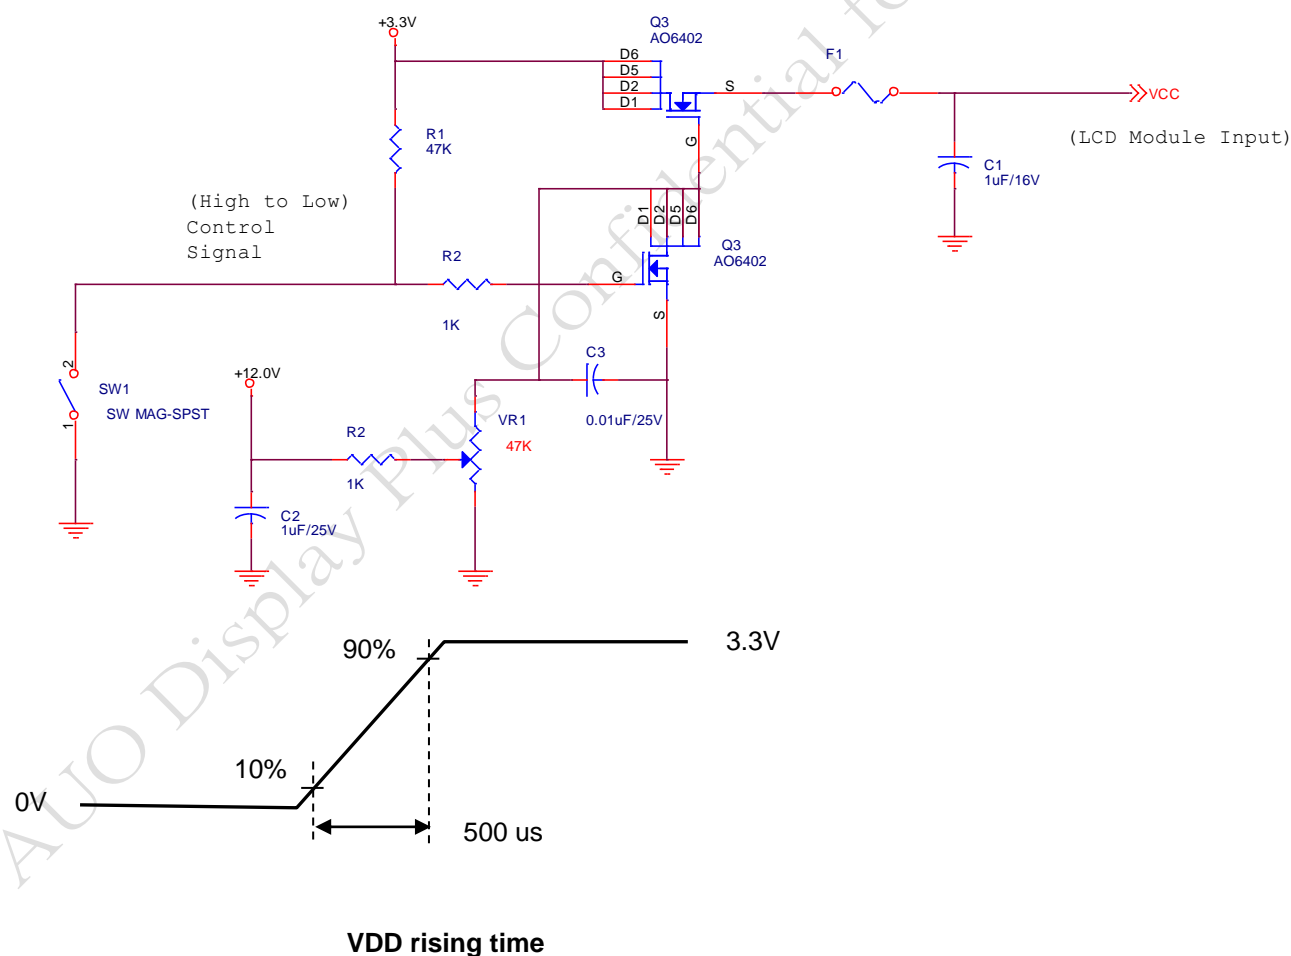 +3.3V
Q3
AO6402
D6
D5
D2
D1
S
G
F1
VCC
(LCD Module Input)
R1
47K
C1
1uF/16V
(High to Low)
Control
Signal
D1
D2
D5
D6
Q3
AO6402
R2
1K
G
S
2
1
SW1
SW MAG-SPST
+12.0V
C3
0.01uF/25V
VR1
47K
R2
1K
C2
1uF/25V
90%
3.3V
10%
0V
500 us
VDD rising time
AUO Display Plus Confidential fo